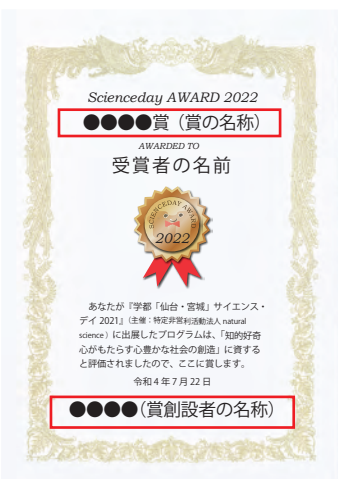 Scienceday AWARD 2022
●●●●賞（賞の名称）
AWARDED TO
受賞者の名前
SCIENCEDAY AWARD
2022
あなたが『学都「仙台・宮城」サイエンス・
デイ 2021』（主催：特定非営利活動法人 natural
science ）に出展したプログラムは、「知的好奇
心がもたらす心豊かな社会の創造」に資する
と評価されましたので、ここに賞します。
令和 4 年 7 月 22 日
●●●●(賞創設者の名称)